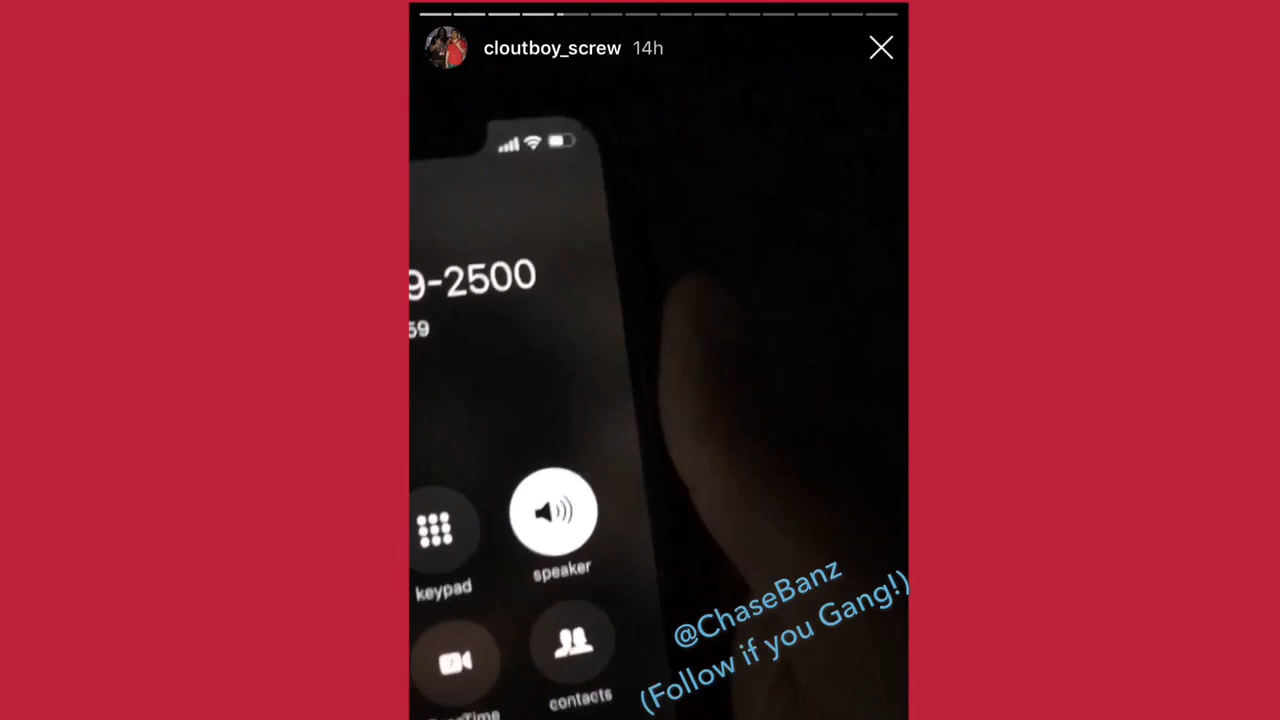 cloutboy_screw 14h
9-2500
59
keypad
speaker
contacts
@ChaseBanz
(Follow if you Gang!)